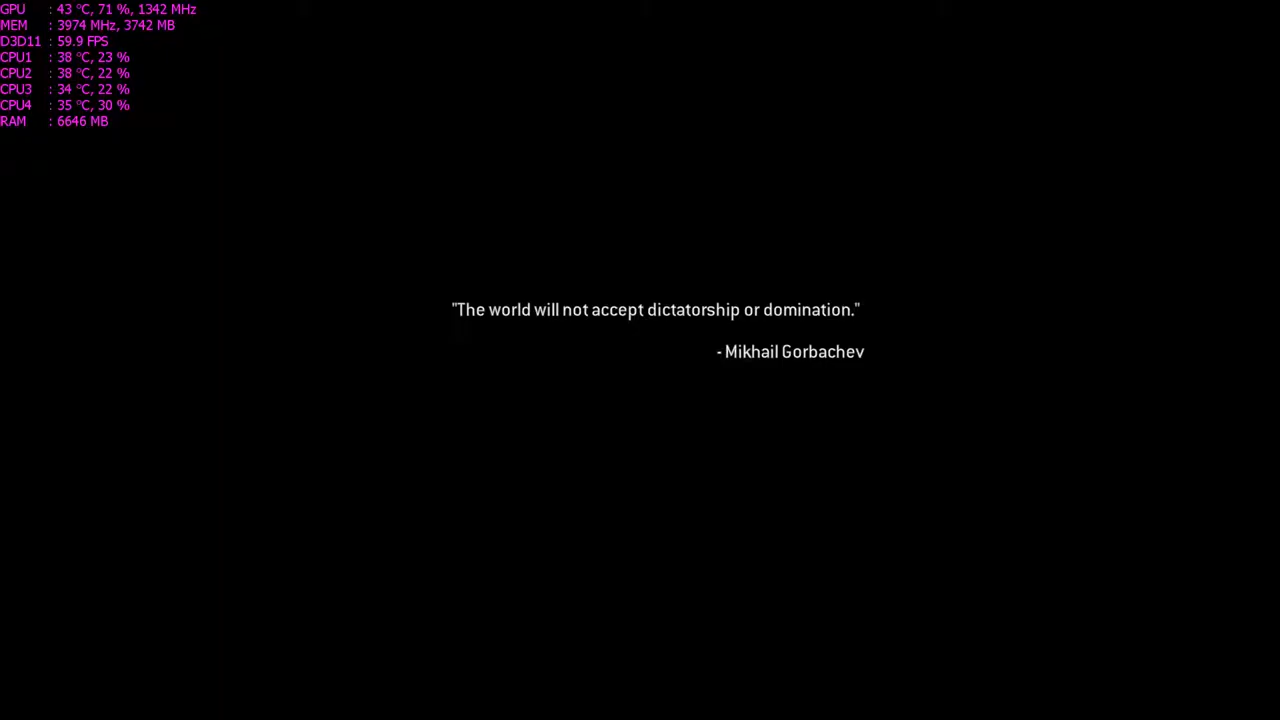 GPU : 43 °C, 71 %, 1342 MHz
MEM : 3974 MHz, 3742 MB
D3D11 : 59.9 FPS
CPU1 : 38 °C, 23 %
CPU2 : 38 °C, 22 %
CPU3 : 34 °C, 22 %
CPU4 : 35 °C, 30 %
RAM : 6646 MB
"The world will not accept dictatorship or domination."
- Mikhail Gorbachev